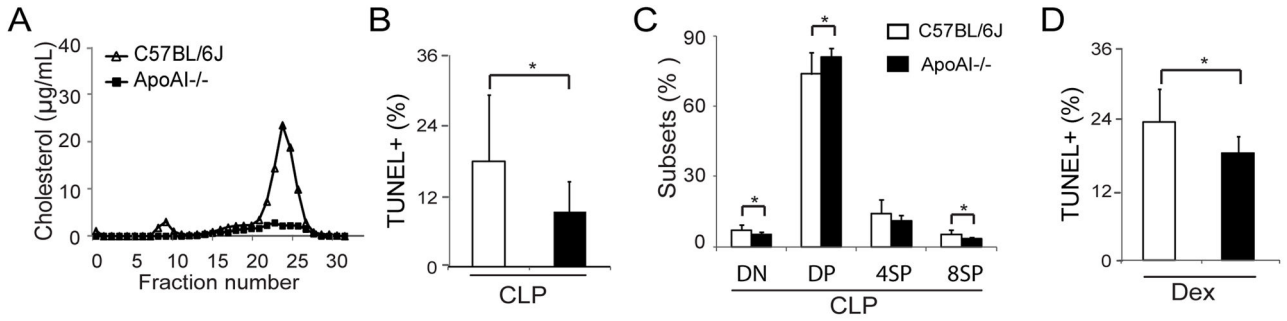 A
Cholesterol (µg/mL)
40
30
20
10
0
C57BL/6J
ApoAI-/-
0 5 10 15 20 25 30
Fraction number
B
TUNEL+ (%)
36
24
12
0
*
CLP
C
Subsets (%)
90
60
30
0
* * *
C57BL/6J
ApoAI-/-
DN DP 4SP 8SP
CLP
D
TUNEL+ (%)
36
24
12
0
*
Dex